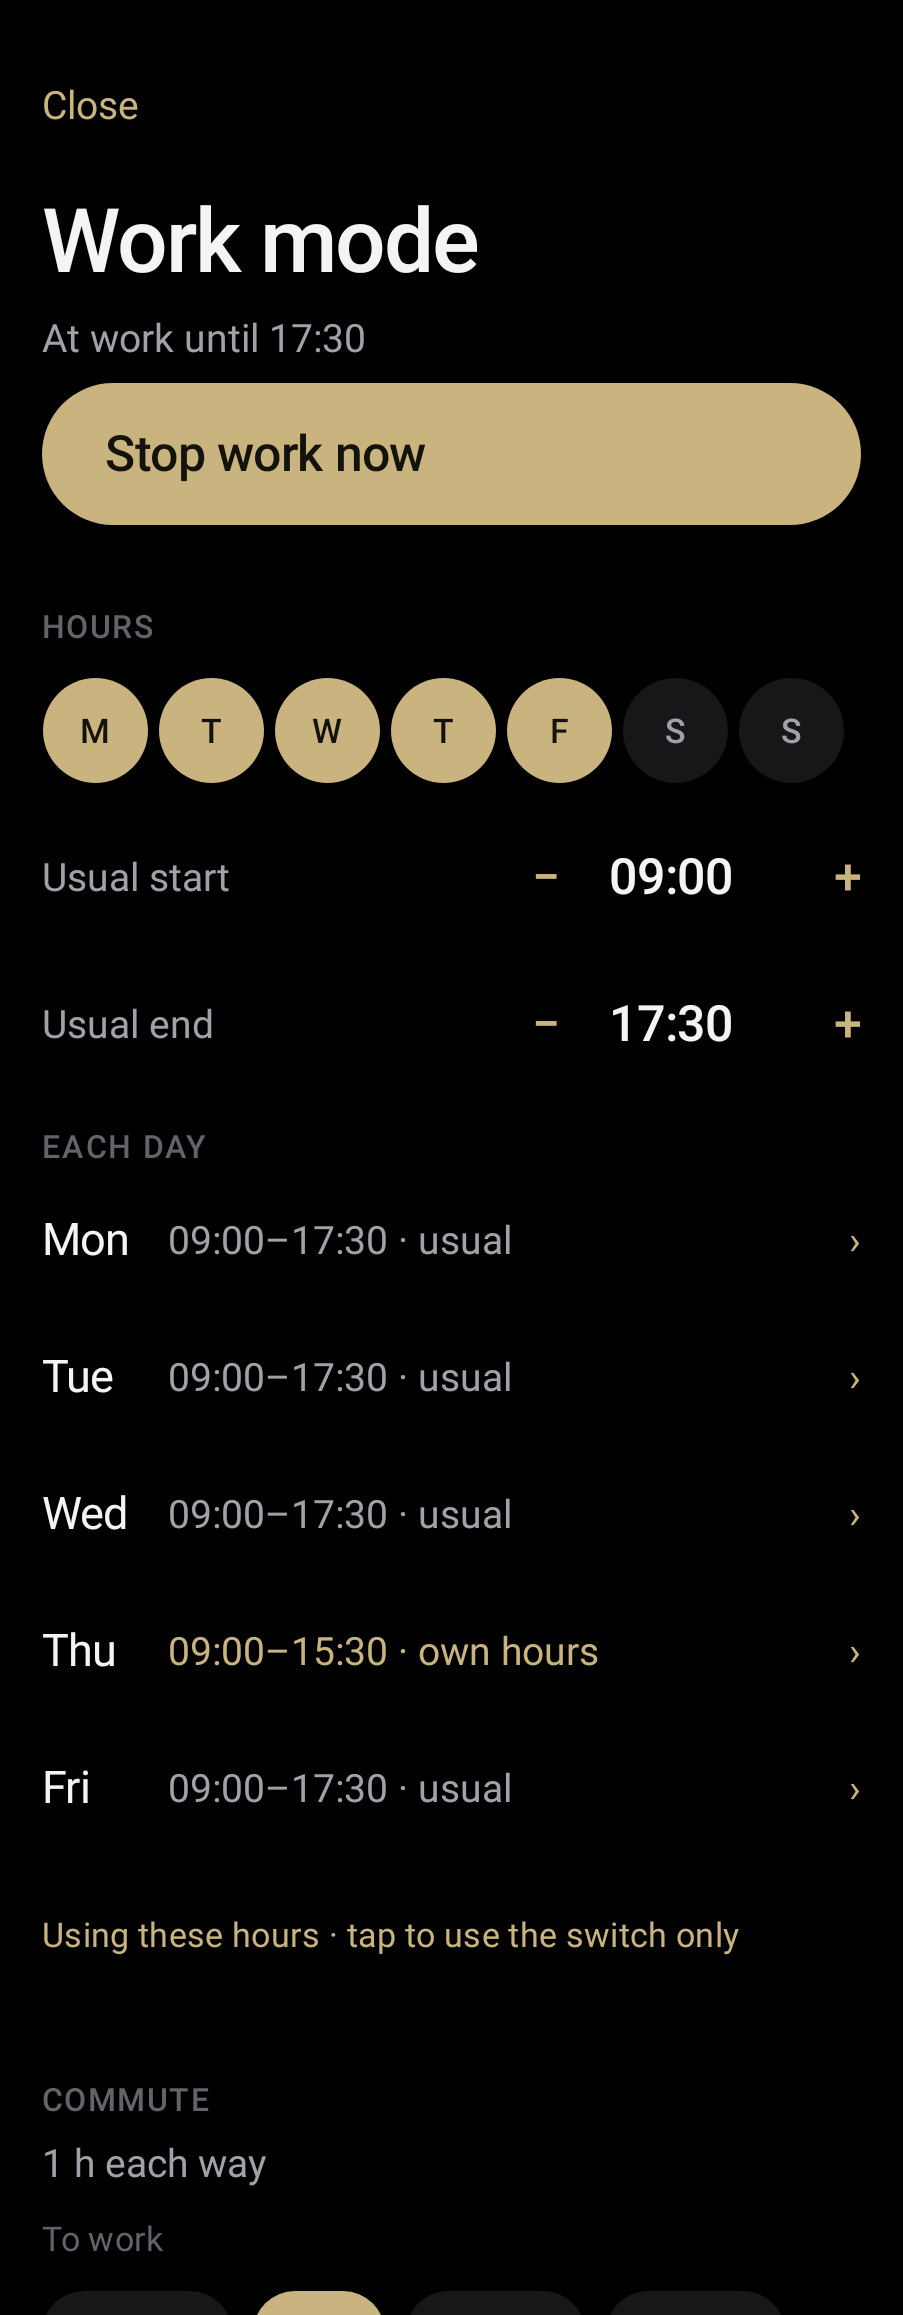 Close
Work mode
At work until 17:30
Stop work now
HOURS
M T W T F S S
Usual start − 09:00 +
Usual end − 17:30 +
EACH DAY
Mon 09:00–17:30 · usual ›
Tue 09:00–17:30 · usual ›
Wed 09:00–17:30 · usual ›
Thu 09:00–15:30 · own hours ›
Fri 09:00–17:30 · usual ›
Using these hours · tap to use the switch only
COMMUTE
1 h each way
To work